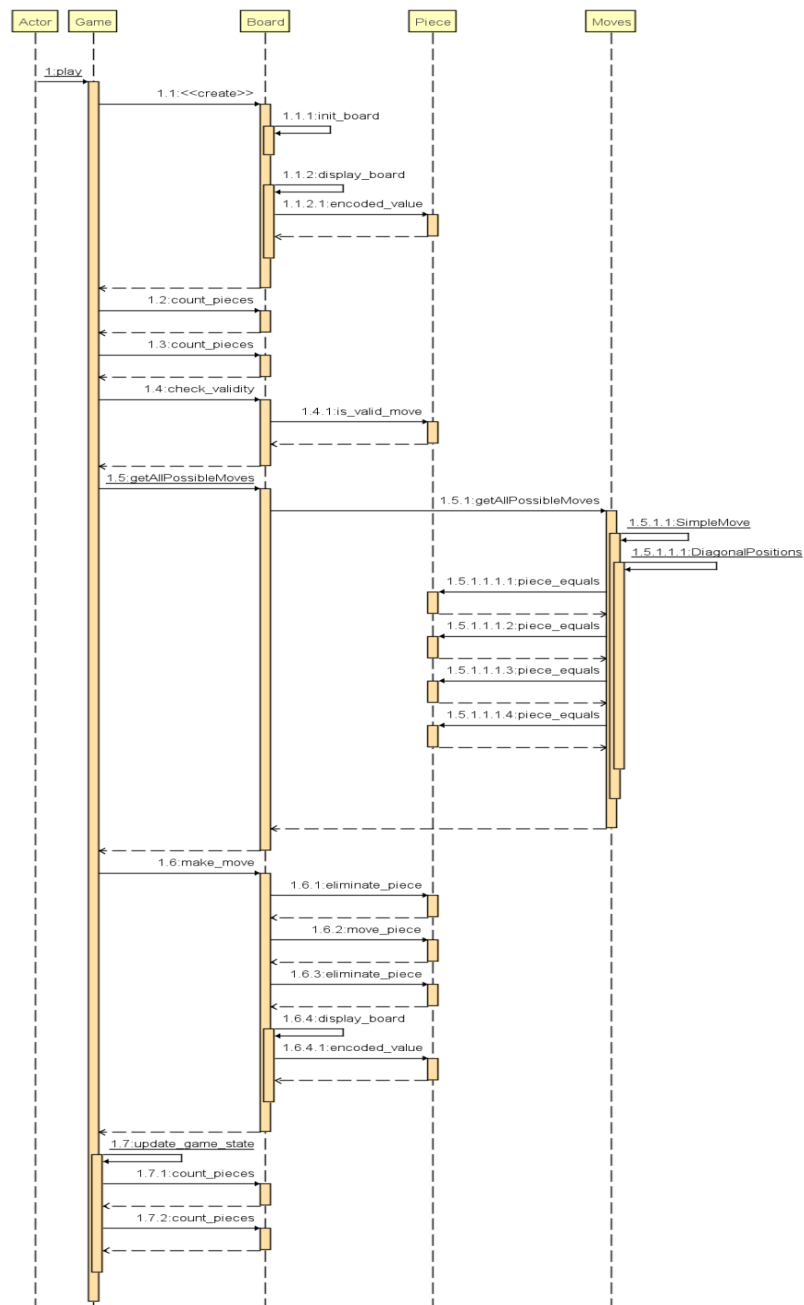 Actor Game Board Piece Moves
1:play
1.1:<<create>>
1.1.1:init_board
1.1.2:display_board
1.1.2.1:encoded_value
1.2:count_pieces
1.3:count_pieces
1.4:check_validity
1.4.1:is_valid_move
1.5:getAllPossibleMoves
1.5.1:getAllPossibleMoves
1.5.1.1:SimpleMove
1.5.1.1.1:DiagonalPositions
1.5.1.1.1.1:piece_equals
1.5.1.1.1.2:piece_equals
1.5.1.1.1.3:piece_equals
1.5.1.1.1.4:piece_equals
1.6:make_move
1.6.1:eliminate_piece
1.6.2:move_piece
1.6.3:eliminate_piece
1.6.4:display_board
1.6.4.1:encoded_value
1.7:update_game_state
1.7.1:count_pieces
1.7.2:count_pieces